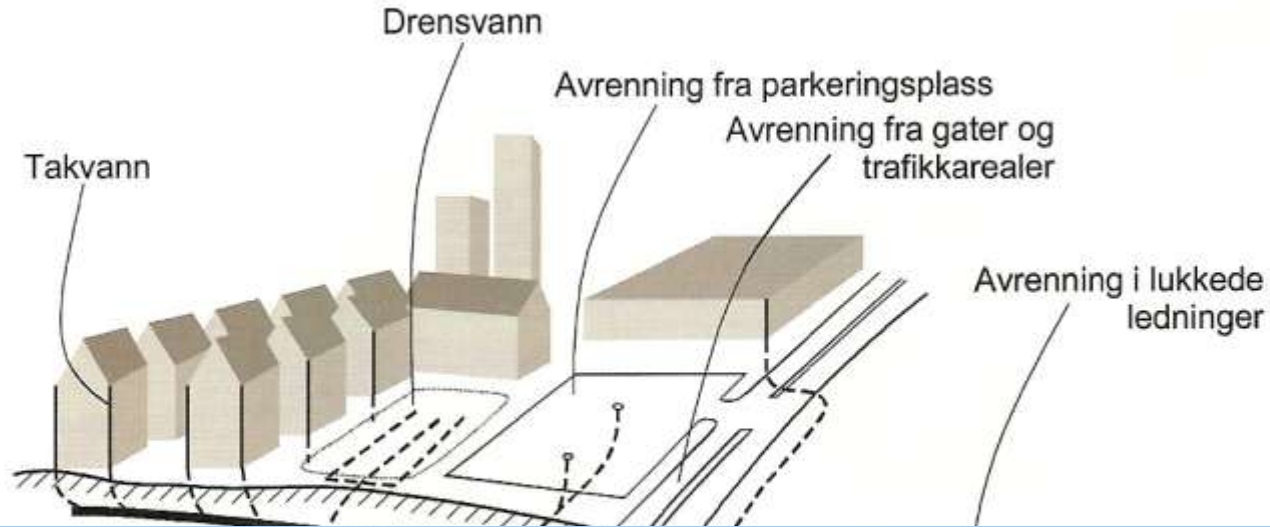 Drensvann
Avrenning fra parkeringsplass
Avrenning fra gater og
trafikkarealer
Takvann
Avrenning i lukkede
ledninger